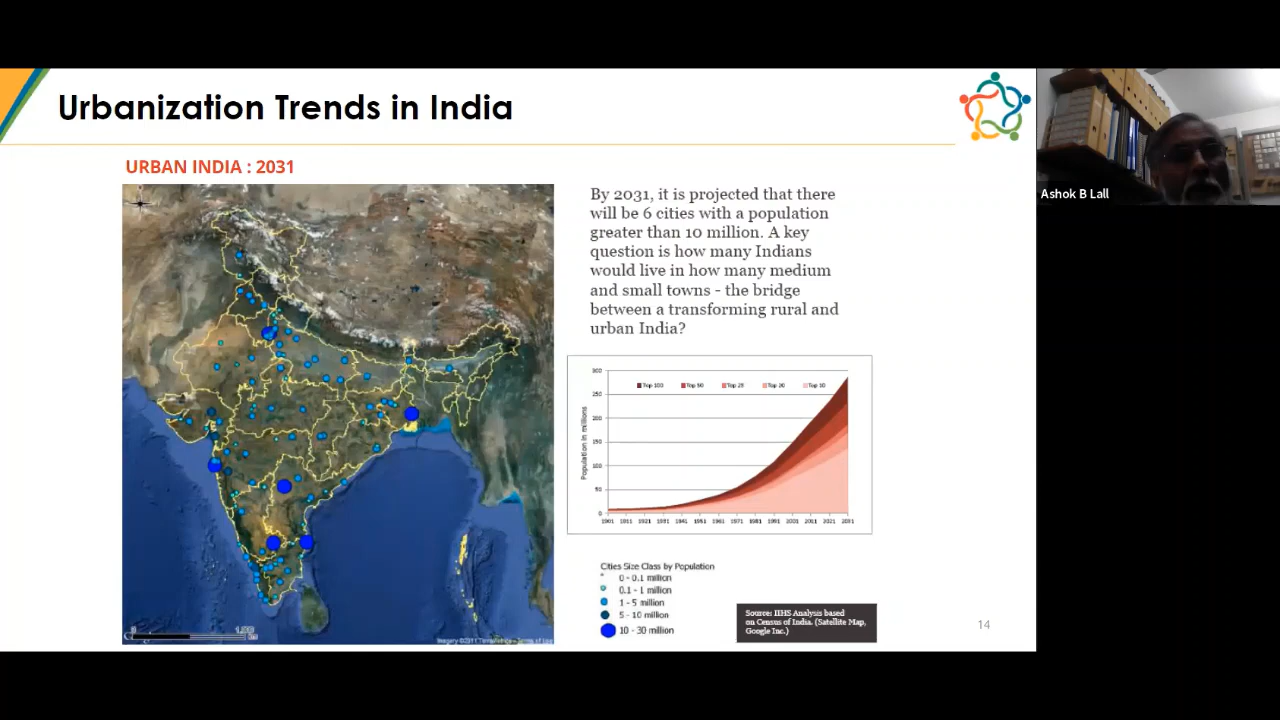 Urbanization Trends in India
URBAN INDIA : 2031
By 2031, it is projected that there
will be 6 cities with a population
greater than 10 million. A key
question is how many Indians
would live in how many medium
and small towns - the bridge
between a transforming rural and
urban India?
Ashok B Lall
Top 100
Top 50
Top 25
Top 20
Top 10
Population in millions
300
250
200
150
100
50
0
1901 1911 1921 1931 1941 1951 1961 1971 1981 1991 2001 2011 2021 2031
Cities Size Class by Population
0 - 0.1 million
0.1 - 1 million
1 - 5 million
5 - 10 million
10 - 30 million
Source: IIHS Analysis based
on Census of India. (Satellite Map,
Google Inc.)
14